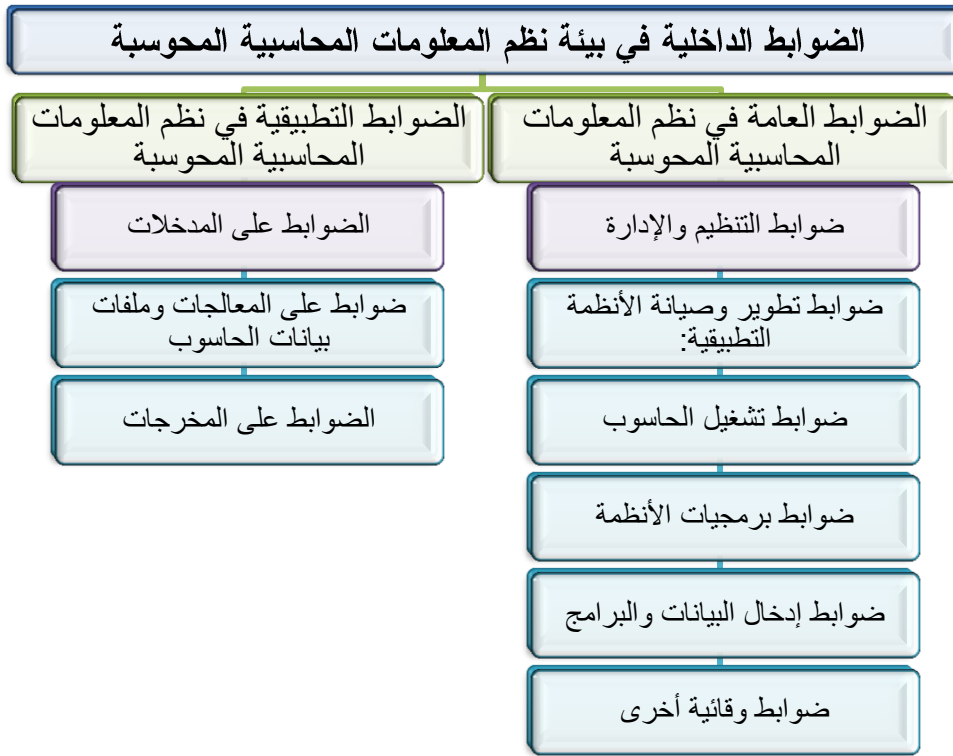 الضوابط الداخلية في بيئة نظم المعلومات المحاسبية المحوسبة
الضوابط العامة في نظم المعلومات
المحاسبية المحوسبة
ضوابط التنظيم والإدارة
ضوابط تطوير وصيانة الأنظمة
التطبيقية:
ضوابط تشغيل الحاسوب
ضوابط برمجيات الأنظمة
ضوابط إدخال البيانات والبرامج
ضوابط وقائية أخرى
الضوابط التطبيقية في نظم المعلومات
المحاسبية المحوسبة
الضوابط على المدخلات
ضوابط على المعالجات وملفات
بيانات الحاسوب
الضوابط على المخرجات